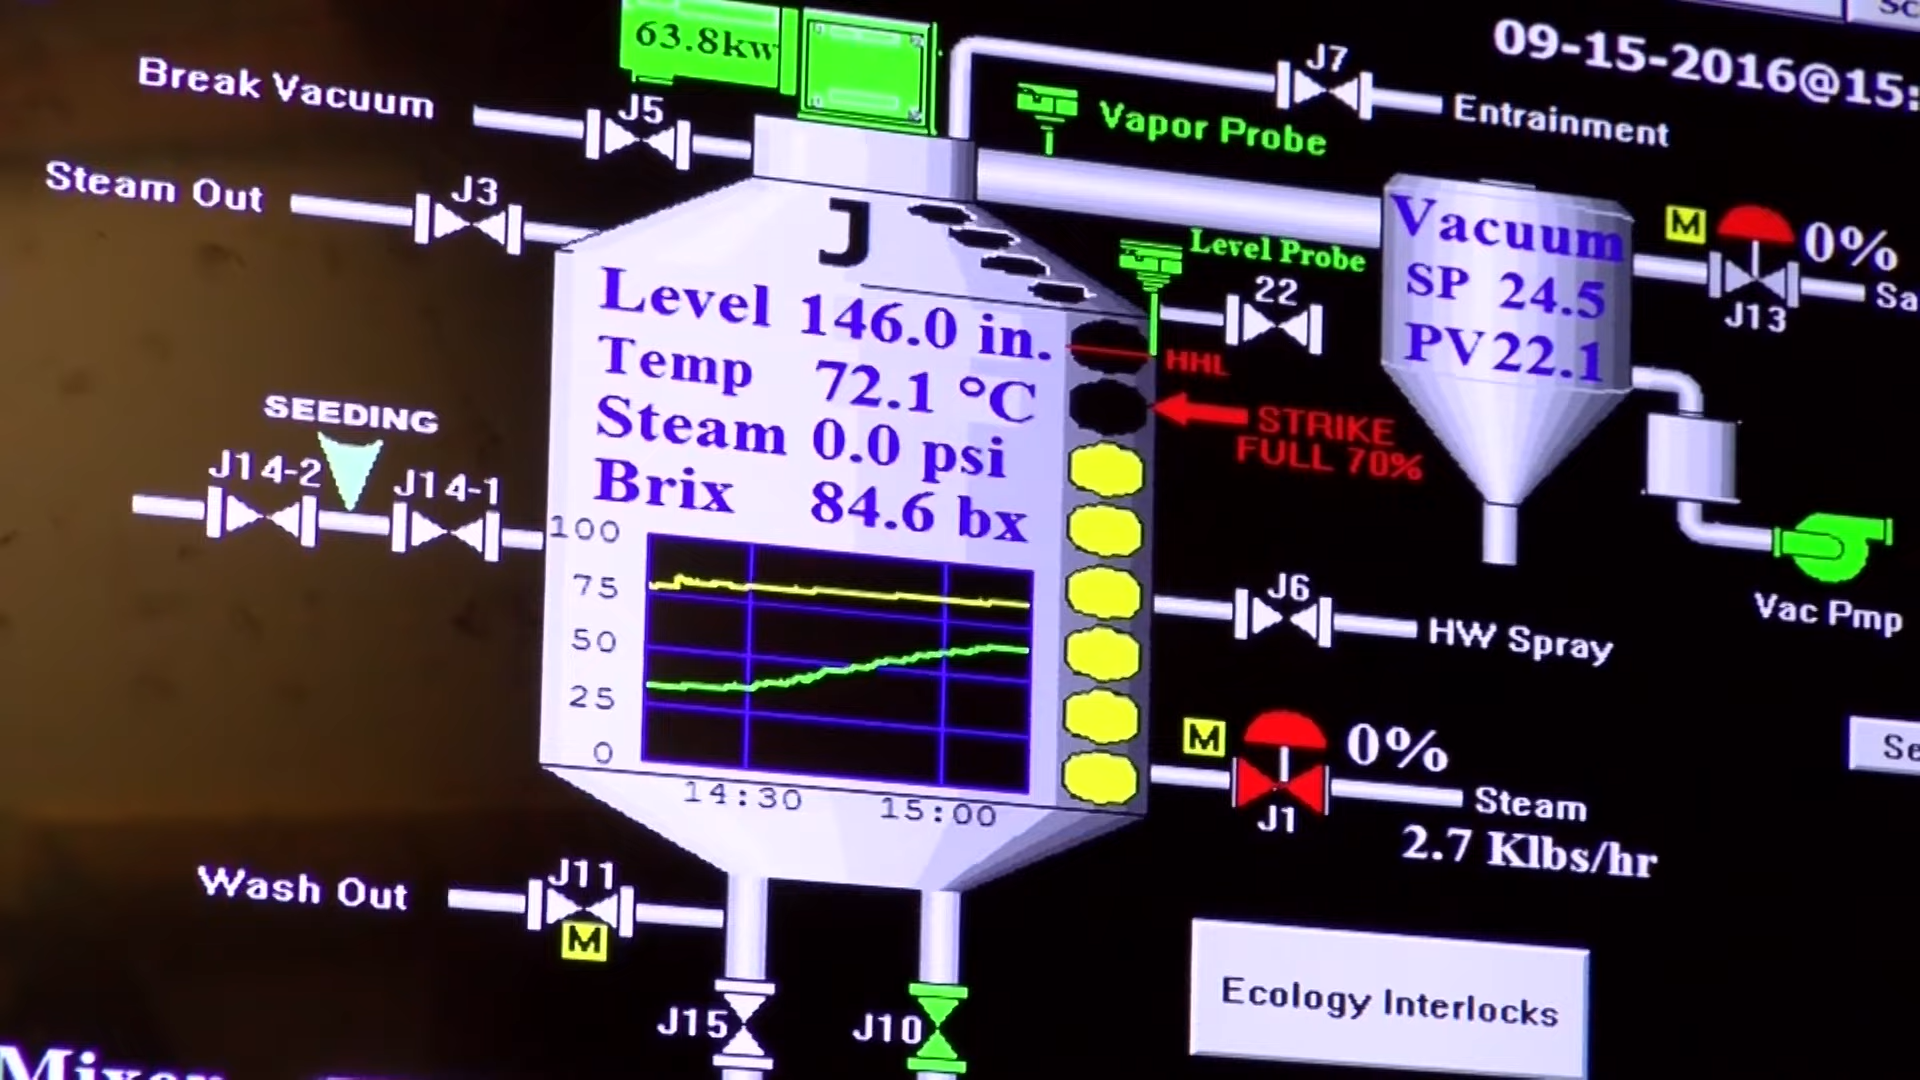 Sc
09-15-2016@15:
63.8kw
J7
Break Vacuum
J5
Vapor Probe
Entrainment
Steam Out
J3
J
Vacuum
SP 24.5
PV 22.1
M
0%
J13
Sa
Level Probe
22
Level 146.0 in.
Temp 72.1 °C
Steam 0.0 psi
Brix 84.6 bx
HHL
STRIKE
FULL 70%
SEEDING
J14-2
J14-1
100
75
50
25
0
14:30 15:00
J6
HW Spray
Vac Pmp
M
0%
J1
Steam
2.7 Klbs/hr
Se
Wash Out
J11
M
J15
J10
Ecology Interlocks
Mixer